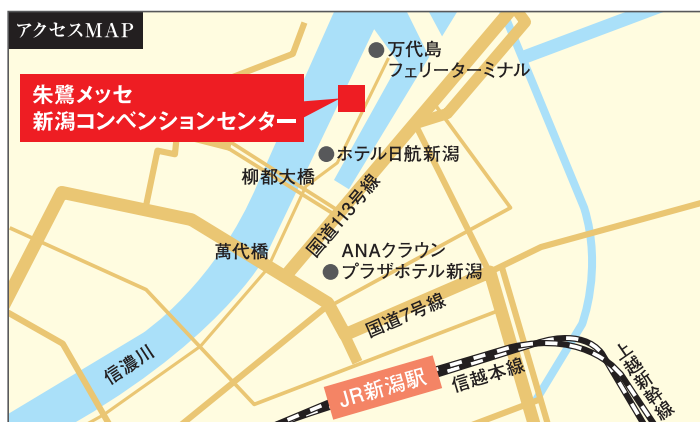 アクセスMAP
万代島
フェリーターミナル
朱鷺メッセ
新潟コンベンションセンター
ホテル日航新潟
柳都大橋
国道113号線
萬代橋
ANAクラウン
プラザホテル新潟
国道7号線
信濃川
JR新潟駅
信越本線
上越新幹線